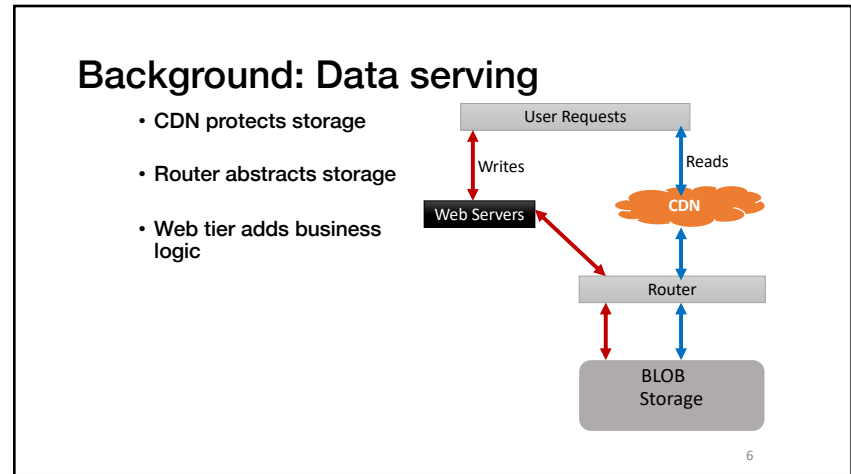 Background: Data serving
• CDN protects storage
• Router abstracts storage
• Web tier adds business
logic
User Requests
Writes
Reads
CDN
Web Servers
Router
BLOB
Storage
6